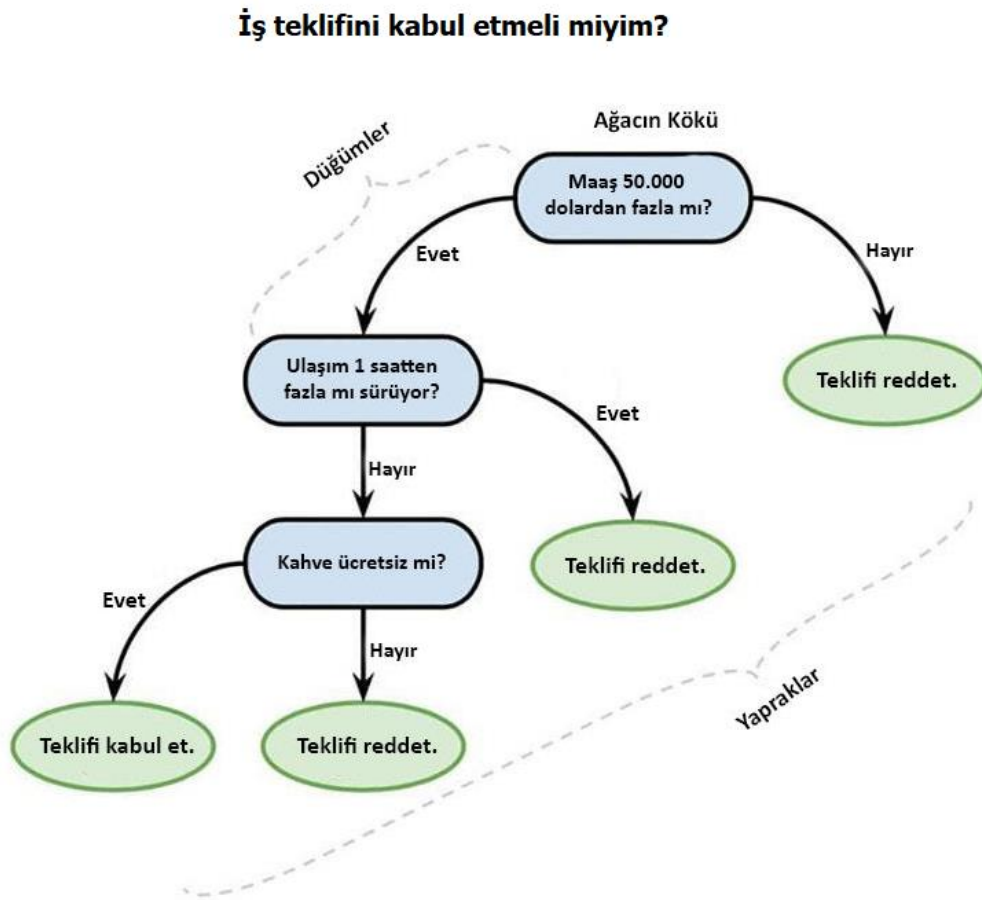 İş teklifini kabul etmeli miyim?
Ağacın Kökü
Düğümler
Maaş 50.000
dolardan fazla mı?
Evet
Hayır
Ulaşım 1 saatten
fazla mı sürüyor?
Teklifi reddet.
Evet
Hayır
Kahve ücretsiz mi?
Teklifi reddet.
Evet
Hayır
Yapraklar
Teklifi kabul et.
Teklifi reddet.